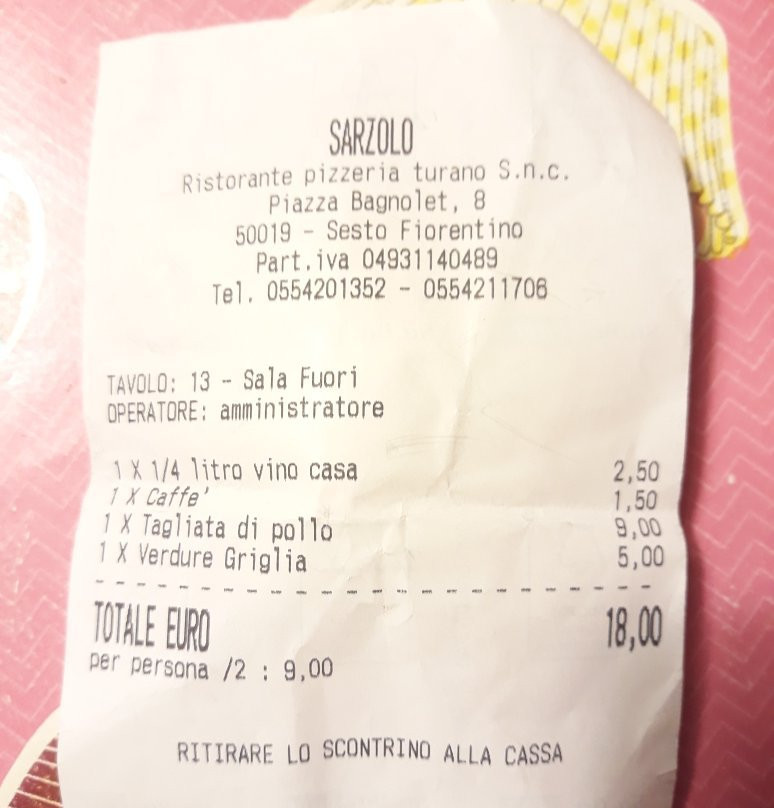 SARZOLO
Ristorante pizzeria turano S.n.c.
Piazza Bagnolet, 8
50019 - Sesto Fiorentino
Part.iva 04931140489
Tel. 0554201352 - 0554211706
TAVOLO: 13 - Sala Fuori
OPERATORE: amministratore
1 X 1/4 litro vino casa 2,50
1 X Caffe' 1,50
1 X Tagliata di pollo 9,00
1 X Verdure Griglia 5,00
TOTALE EURO 18,00
per persona /2 : 9,00
RITIRARE LO SCONTRINO ALLA CASSA